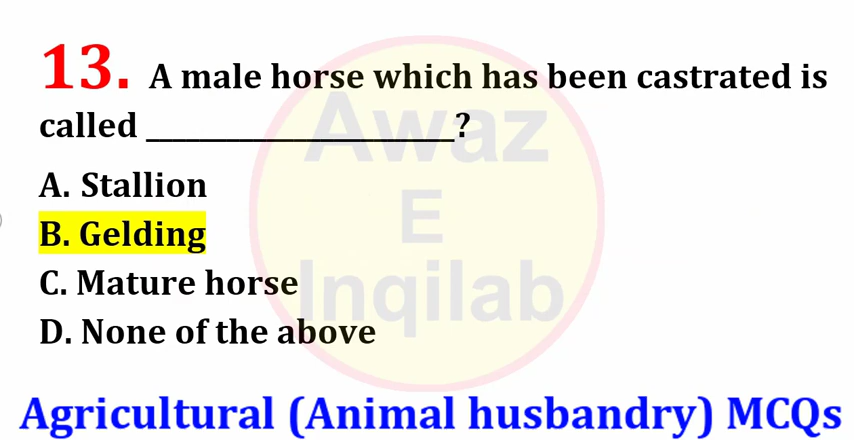 13. A male horse which has been castrated is
called ______________________?
A. Stallion
B. Gelding
C. Mature horse
D. None of the above
Awaz
E
Inqilab
Agricultural (Animal husbandry) MCQs